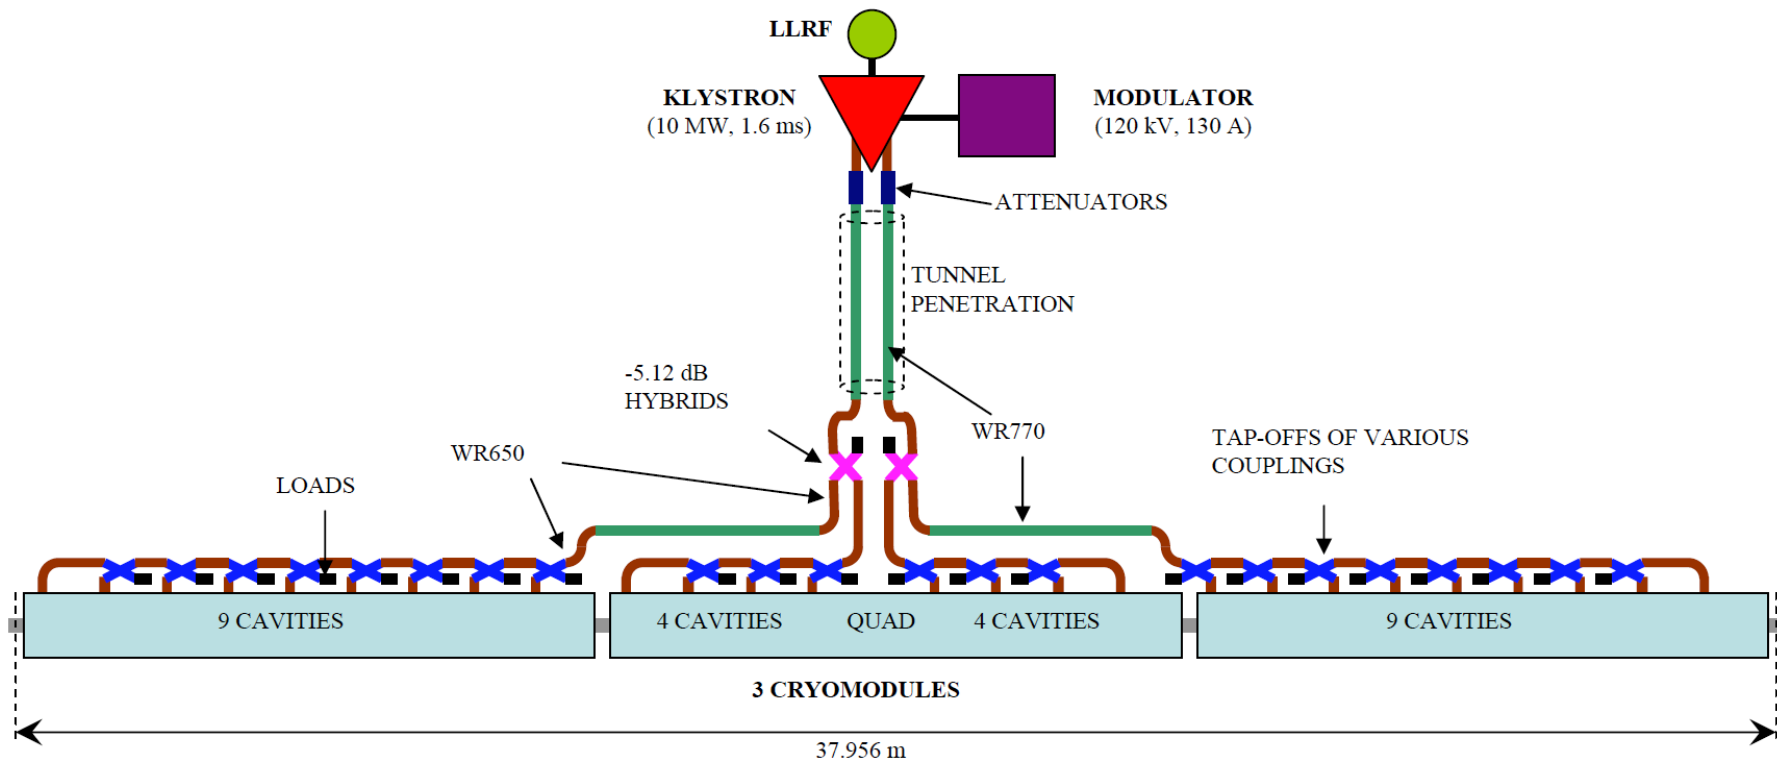 LLRF
KLYSTRON
(10 MW, 1.6 ms)
MODULATOR
(120 kV, 130 A)
ATTENUATORS
TUNNEL
PENETRATION
-5.12 dB
HYBRIDS
WR770
WR650
TAP-OFFS OF VARIOUS
COUPLINGS
LOADS
9 CAVITIES
4 CAVITIES
QUAD
4 CAVITIES
9 CAVITIES
3 CRYOMODULES
37.956 m